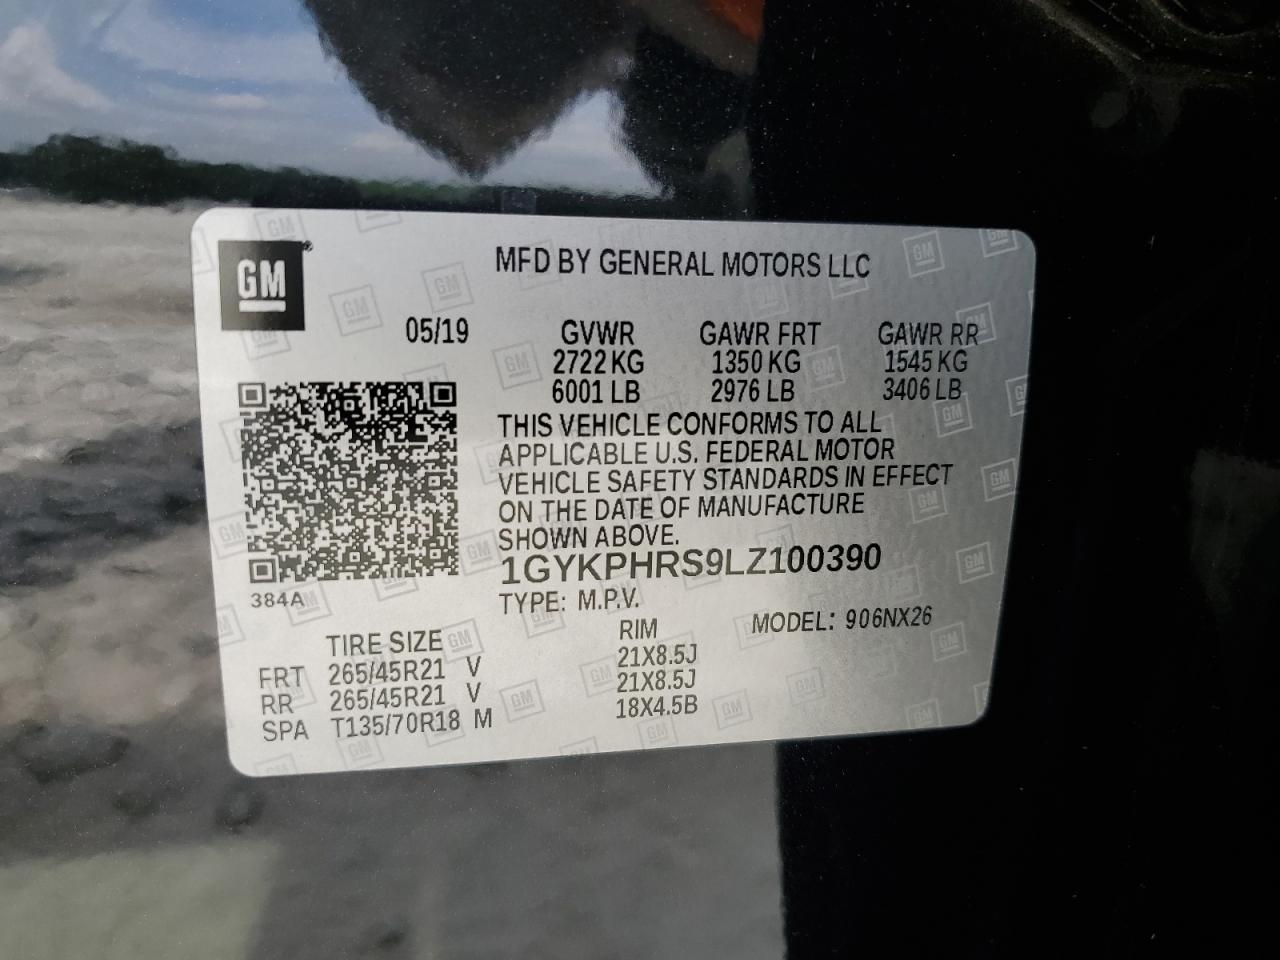 GM
MFD BY GENERAL MOTORS LLC
05/19 GVWR GAWR FRT GAWR RR
2722 KG 1350 KG 1545 KG
6001 LB 2976 LB 3406 LB
THIS VEHICLE CONFORMS TO ALL
APPLICABLE U.S. FEDERAL MOTOR
VEHICLE SAFETY STANDARDS IN EFFECT
ON THE DATE OF MANUFACTURE
SHOWN ABOVE.
1GYKPHRS9LZ100390
384A
TYPE: M.P.V. MODEL: 906NX26
TIRE SIZE RIM
FRT 265/45R21 V 21X8.5J
RR 265/45R21 V 21X8.5J
SPA T135/70R18 M 18X4.5B